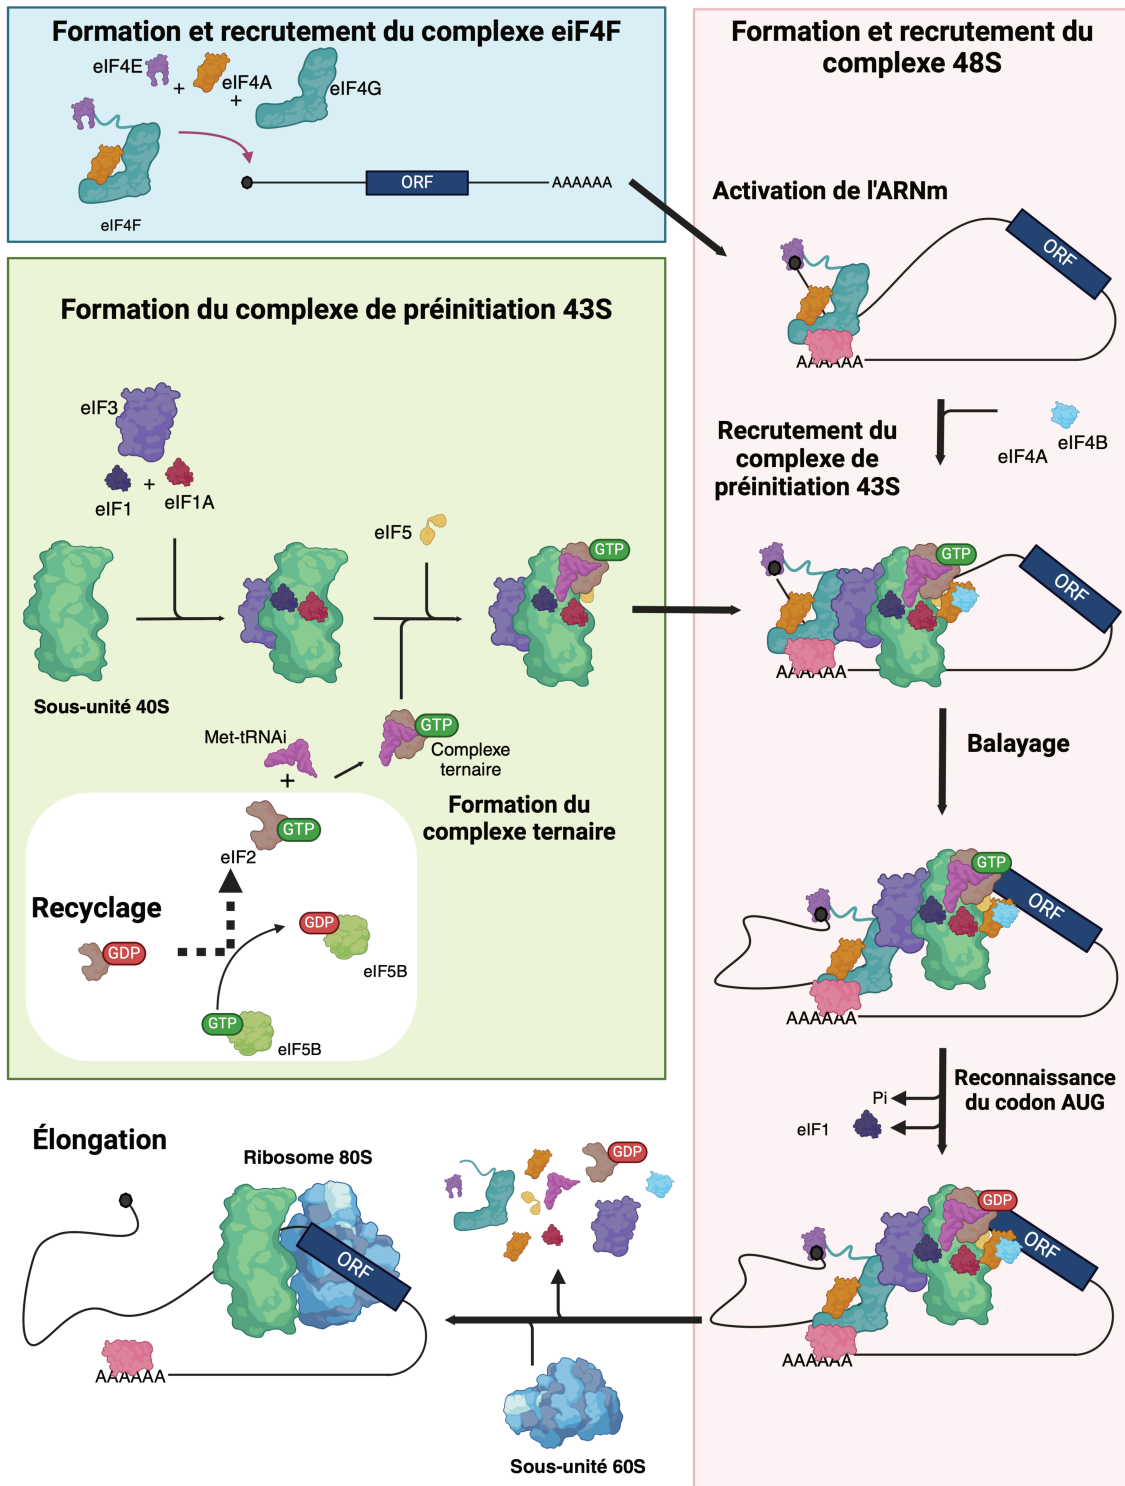 Formation et recrutement du complexe eiF4F
eIF4E
+
eIF4A
+
eIF4G
eIF4F
ORF
AAAAAA
Formation du complexe de préinitiation 43S
eIF3
eIF1
+
eIF1A
eIF5
GTP
Sous-unité 40S
Met-tRNAi
+
GTP
Complexe
ternaire
Formation du
complexe ternaire
GTP
eIF2
Recyclage
GDP
GDP
eIF5B
GTP
eIF5B
Formation et recrutement du
complexe 48S
Activation de l'ARNm
ORF
AAAAAA
Recrutement du
complexe de
préinitiation 43S
eIF4A
eIF4B
GTP
ORF
AAAAAA
Balayage
GTP
ORF
AAAAAA
Reconnaissance
du codon AUG
Pi
eIF1
GDP
ORF
AAAAAA
Élongation
Ribosome 80S
GDP
ORF
AAAAAA
Sous-unité 60S